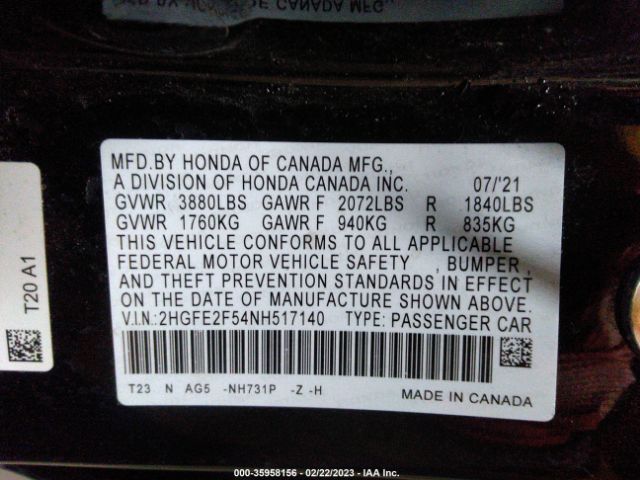 MFD.BY HONDA OF CANADA MFG.,
A DIVISION OF HONDA CANADA INC. 07/'21
GVWR 3880LBS GAWR F 2072LBS R 1840LBS
GVWR 1760KG GAWR F 940KG R 835KG
THIS VEHICLE CONFORMS TO ALL APPLICABLE
FEDERAL MOTOR VEHICLE SAFETY , BUMPER ,
AND THEFT PREVENTION STANDARDS IN EFFECT
ON THE DATE OF MANUFACTURE SHOWN ABOVE.
V.I.N.:2HGFE2F54NH517140 TYPE: PASSENGER CAR
T23 N AG5 -NH731P -Z -H
MADE IN CANADA
T20 A1
000-35958156 - 02/22/2023 - IAA Inc.